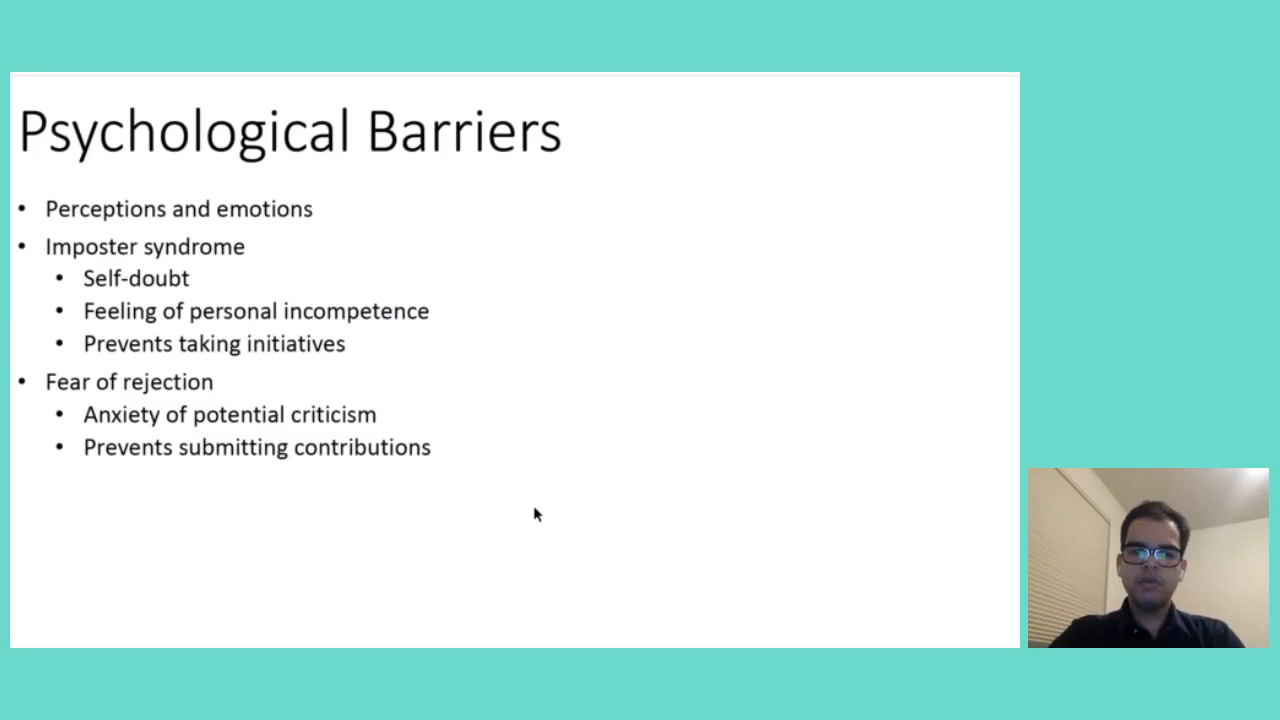 Psychological Barriers
• Perceptions and emotions
• Imposter syndrome
• Self-doubt
• Feeling of personal incompetence
• Prevents taking initiatives
• Fear of rejection
• Anxiety of potential criticism
• Prevents submitting contributions